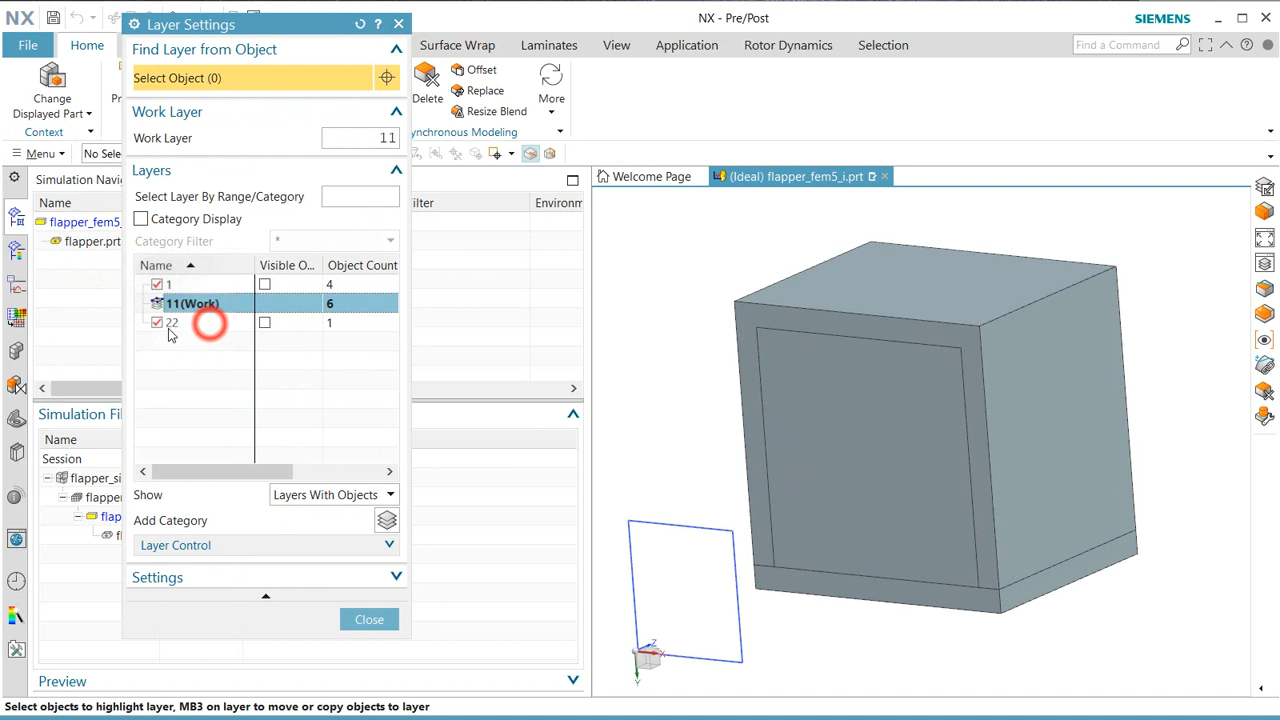 NX
Layer Settings
NX - Pre/Post
SIEMENS
File
Home
Surface Wrap
Laminates
View
Application
Rotor Dynamics
Selection
Find a Command
Find Layer from Object
Select Object (0)
Change
Displayed Part
Context
Delete
Offset
Replace
Resize Blend
More
ynchronous Modeling
Work Layer
Work Layer
11
Menu
No Sele
Layers
Select Layer By Range/Category
Category Display
Category Filter
*
Name
Visible O...
Object Count
1
4
11(Work)
6
22
1
Show
Layers With Objects
Add Category
Layer Control
Settings
Close
Simulation Navi
Name
ilter
Environm
flapper_fem5_
flapper.prt
Welcome Page
(Ideal) flapper_fem5_i.prt
Simulation Fil
Name
Session
flapper_si
flapper
flap
fl
Preview
Z
X
Y
Select objects to highlight layer, MB3 on layer to move or copy objects to layer